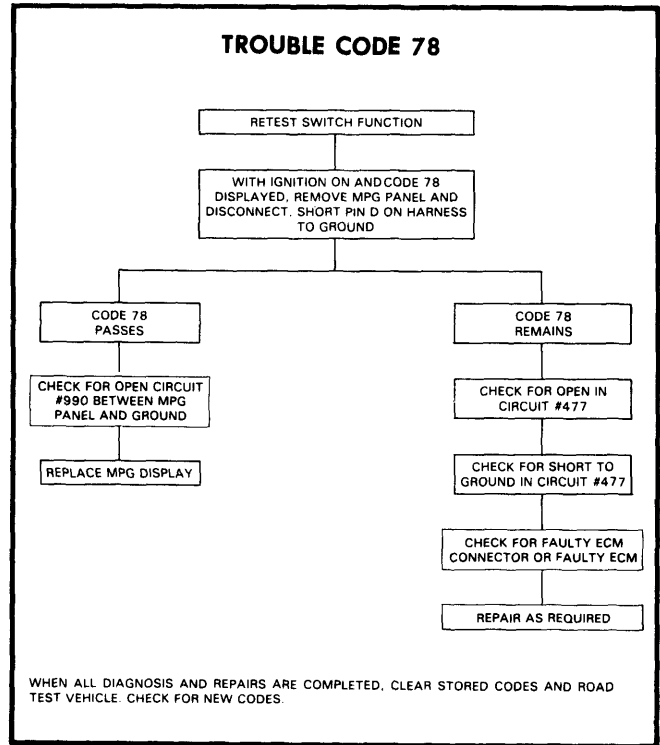 TROUBLE CODE 78
RETEST SWITCH FUNCTION
WITH IGNITION ON AND CODE 78
DISPLAYED, REMOVE MPG PANEL AND
DISCONNECT. SHORT PIN D ON HARNESS
TO GROUND
CODE 78
PASSES
CHECK FOR OPEN CIRCUIT
#990 BETWEEN MPG
PANEL AND GROUND
REPLACE MPG DISPLAY
CODE 78
REMAINS
CHECK FOR OPEN IN
CIRCUIT #477
CHECK FOR SHORT TO
GROUND IN CIRCUIT #477
CHECK FOR FAULTY ECM
CONNECTOR OR FAULTY ECM
REPAIR AS REQUIRED
WHEN ALL DIAGNOSIS AND REPAIRS ARE COMPLETED, CLEAR STORED CODES AND ROAD
TEST VEHICLE. CHECK FOR NEW CODES.